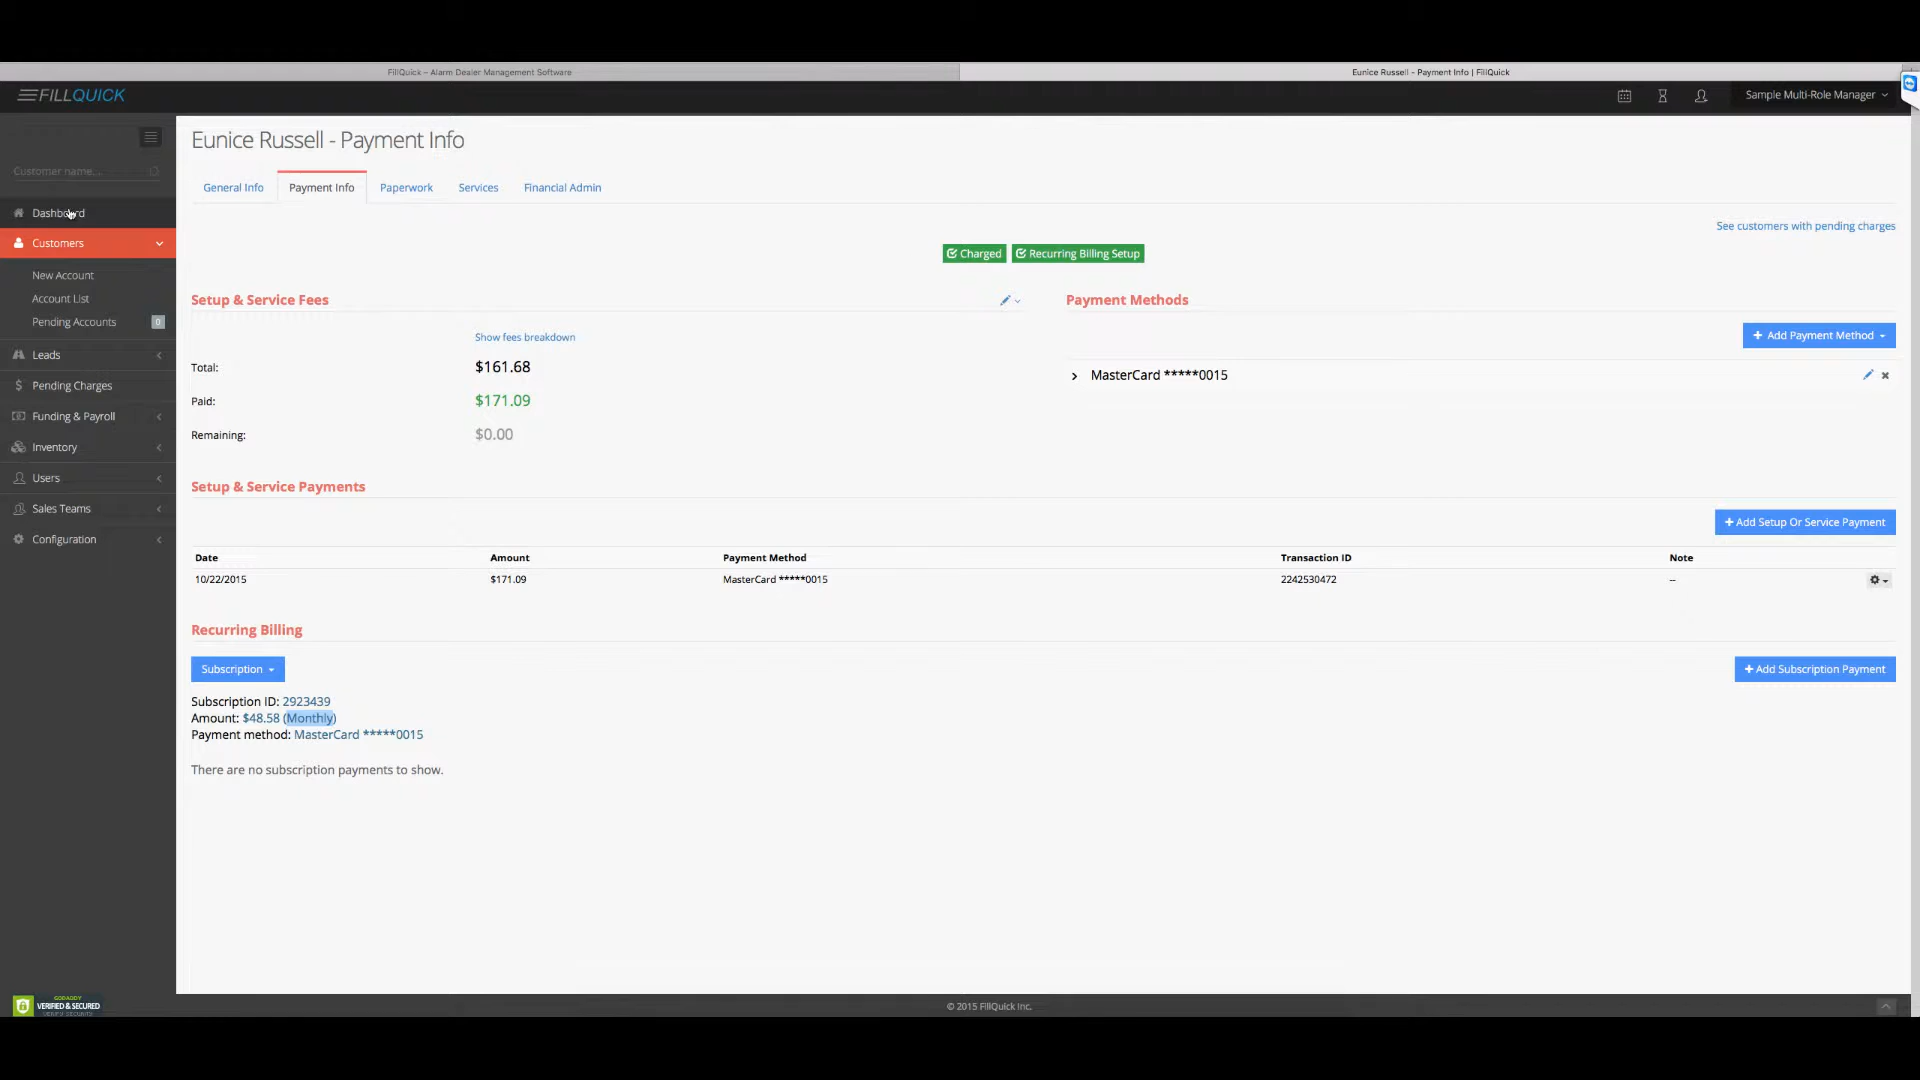 FillQuick – Alarm Dealer Management Software
Eunice Russell - Payment Info | FillQuick
FILLQUICK
Sample Multi-Role Manager
Customer name...
Dashboard
Customers
New Account
Account List
Pending Accounts 0
Leads
Pending Charges
Funding & Payroll
Inventory
Users
Sales Teams
Configuration
Eunice Russell - Payment Info
General Info Payment Info Paperwork Services Financial Admin
See customers with pending charges
Charged Recurring Billing Setup
Setup & Service Fees
Show fees breakdown
Total: $161.68
Paid: $171.09
Remaining: $0.00
Payment Methods
+ Add Payment Method
MasterCard *****0015
Setup & Service Payments
+ Add Setup Or Service Payment
Date Amount Payment Method Transaction ID Note
10/22/2015 $171.09 MasterCard *****0015 2242530472 --
Recurring Billing
Subscription
+ Add Subscription Payment
Subscription ID: 2923439
Amount: $48.58 (Monthly)
Payment method: MasterCard *****0015
There are no subscription payments to show.
GODADDY
VERIFIED & SECURED
VERIFY SECURITY
© 2015 FillQuick Inc.